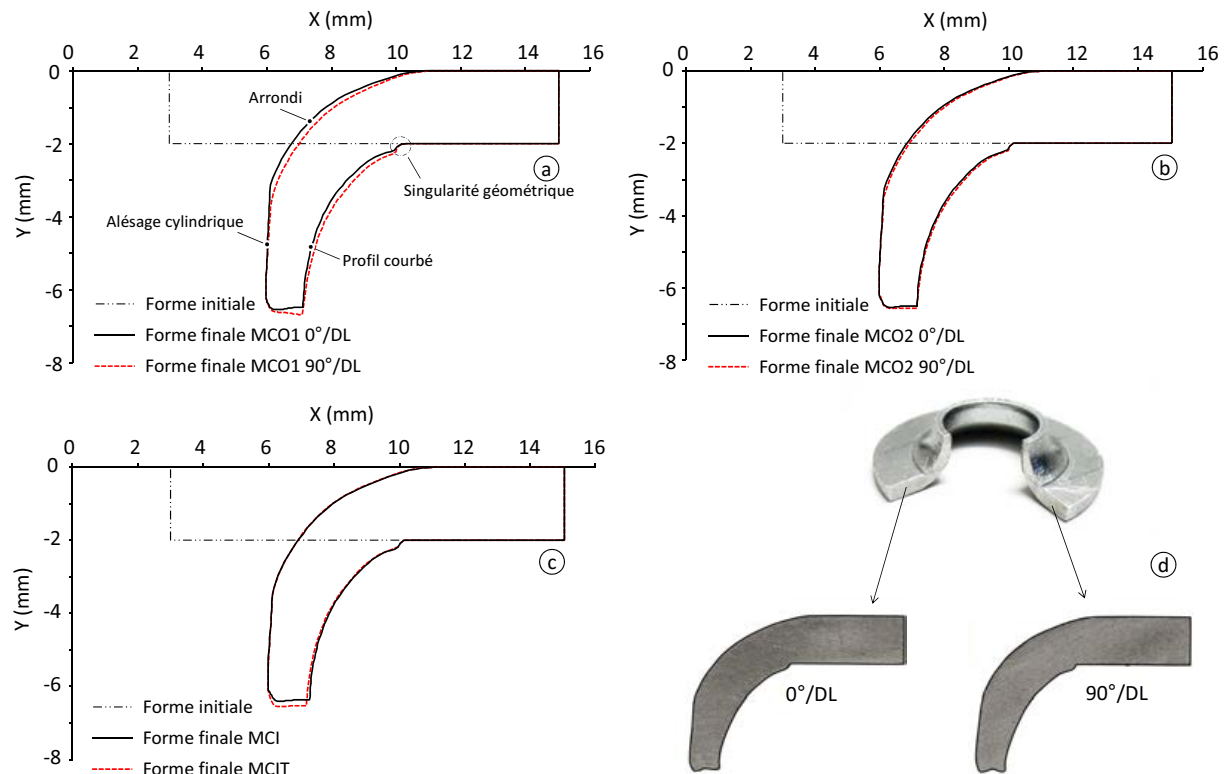 X (mm)
0 2 4 6 8 10 12 14 16
0
-2
-4
-6
-8
Y (mm)
Arrondi
Singularité géométrique
Alésage cylindrique
Profil courbé
a
Forme initiale
Forme finale MCO1 0°/DL
Forme finale MCO1 90°/DL
X (mm)
0 2 4 6 8 10 12 14 16
0
-2
-4
-6
-8
Y (mm)
b
Forme initiale
Forme finale MCO2 0°/DL
Forme finale MCO2 90°/DL
X (mm)
0 2 4 6 8 10 12 14 16
0
-2
-4
-6
-8
Y (mm)
c
Forme initiale
Forme finale MCI
Forme finale MCIT
d
0°/DL
90°/DL